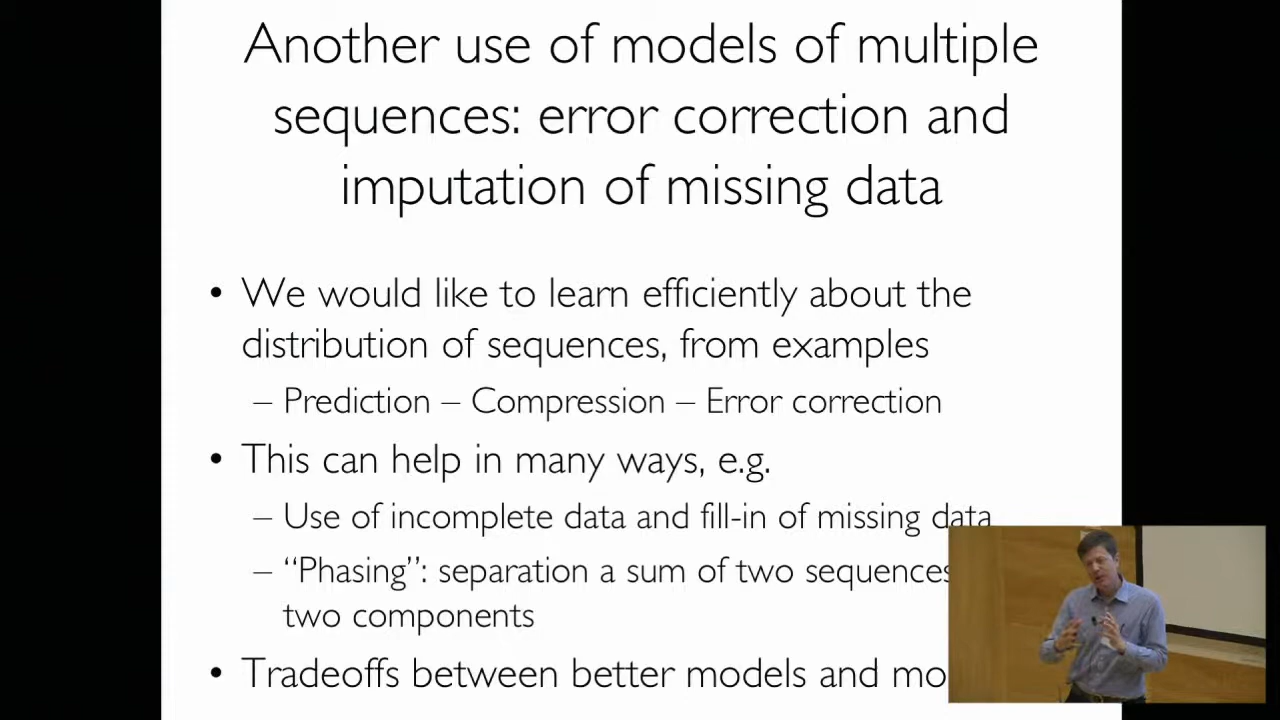 Another use of models of multiple
sequences: error correction and
imputation of missing data
• We would like to learn efficiently about the
distribution of sequences, from examples
– Prediction – Compression – Error correction
• This can help in many ways, e.g.
– Use of incomplete data and fill-in of missing data
– “Phasing”: separation a sum of two sequences
two components
• Tradeoffs between better models and